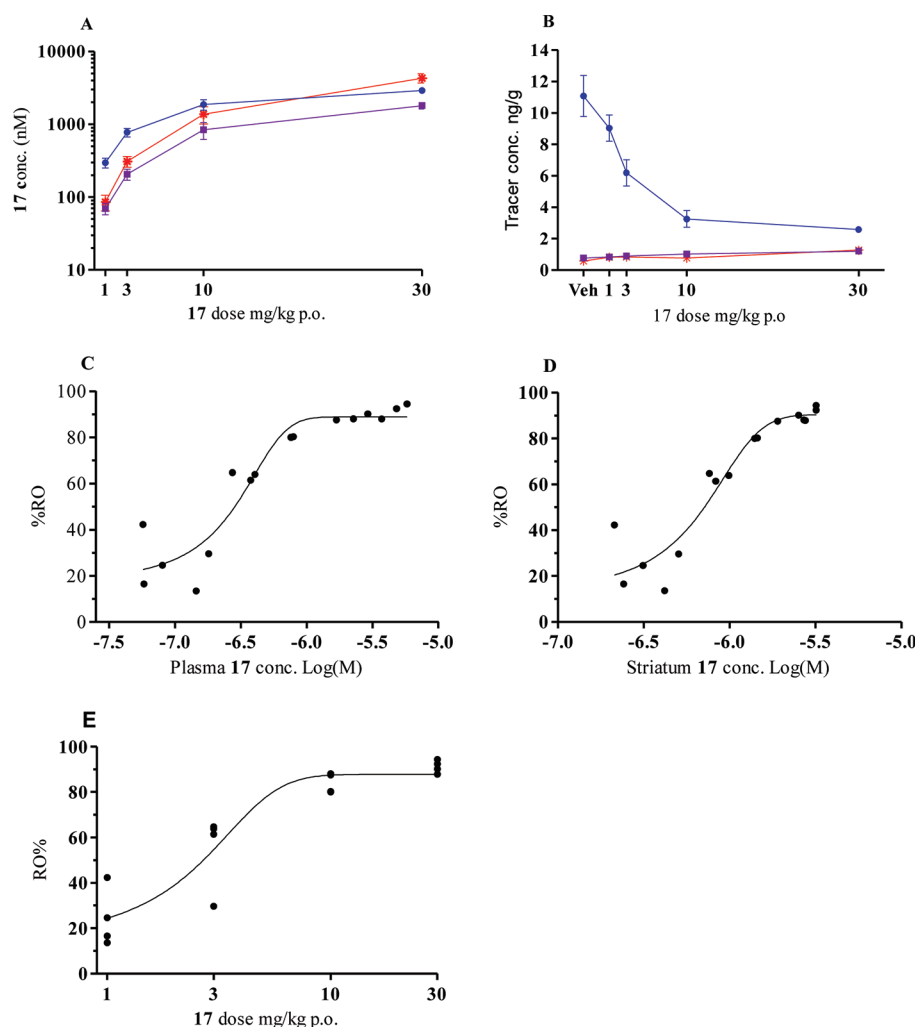 A
10000
1000
100
10
17 conc. (nM)
1 3 10 30
17 dose mg/kg p.o.
B
14
12
10
8
6
4
2
0
Tracer conc. ng/g
Veh 1 3 10 30
17 dose mg/kg p.o
C
100
80
60
40
20
0
%RO
-7.5 -7.0 -6.5 -6.0 -5.5 -5.0
Plasma 17 conc. Log(M)
D
100
80
60
40
20
0
%RO
-7.0 -6.5 -6.0 -5.5 -5.0
Striatum 17 conc. Log(M)
E
100
80
60
40
20
0
RO%
1 3 10 30
17 dose mg/kg p.o.